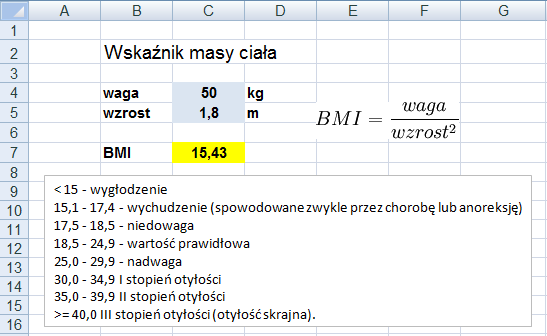 A B C D E F G
1
2 Wskaźnik masy ciała
3
4 waga 50 kg
5 wzrost 1,8 m
6 BMI = waga / wzrost²
7 BMI 15,43
8
9 < 15 - wygłodzenie
10 15,1 - 17,4 - wychudzenie (spowodowane zwykle przez chorobę lub anoreksję)
11 17,5 - 18,5 - niedowaga
12 18,5 - 24,9 - wartość prawidłowa
13 25,0 - 29,9 - nadwaga
14 30,0 - 34,9 I stopień otyłości
15 35,0 - 39,9 II stopień otyłości
16 >= 40,0 III stopień otyłości (otyłość skrajna).